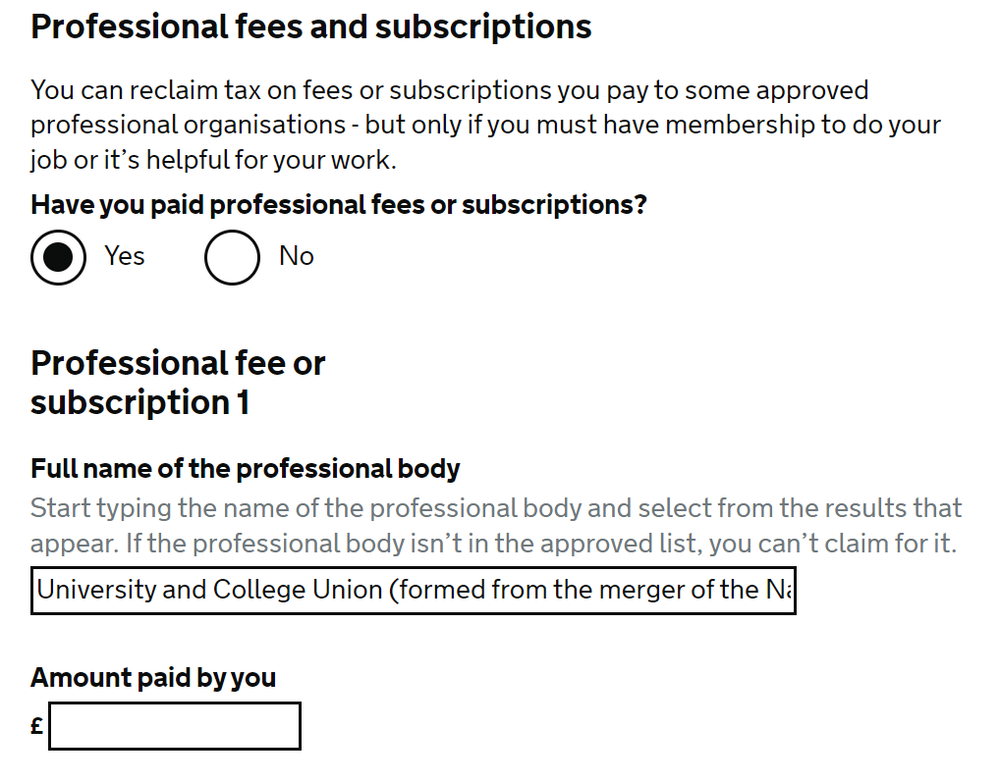 Professional fees and subscriptions
You can reclaim tax on fees or subscriptions you pay to some approved
professional organisations - but only if you must have membership to do your
job or it’s helpful for your work.
Have you paid professional fees or subscriptions?
Yes No
Professional fee or
subscription 1
Full name of the professional body
Start typing the name of the professional body and select from the results that
appear. If the professional body isn’t in the approved list, you can’t claim for it.
University and College Union (formed from the merger of the
Amount paid by you
£